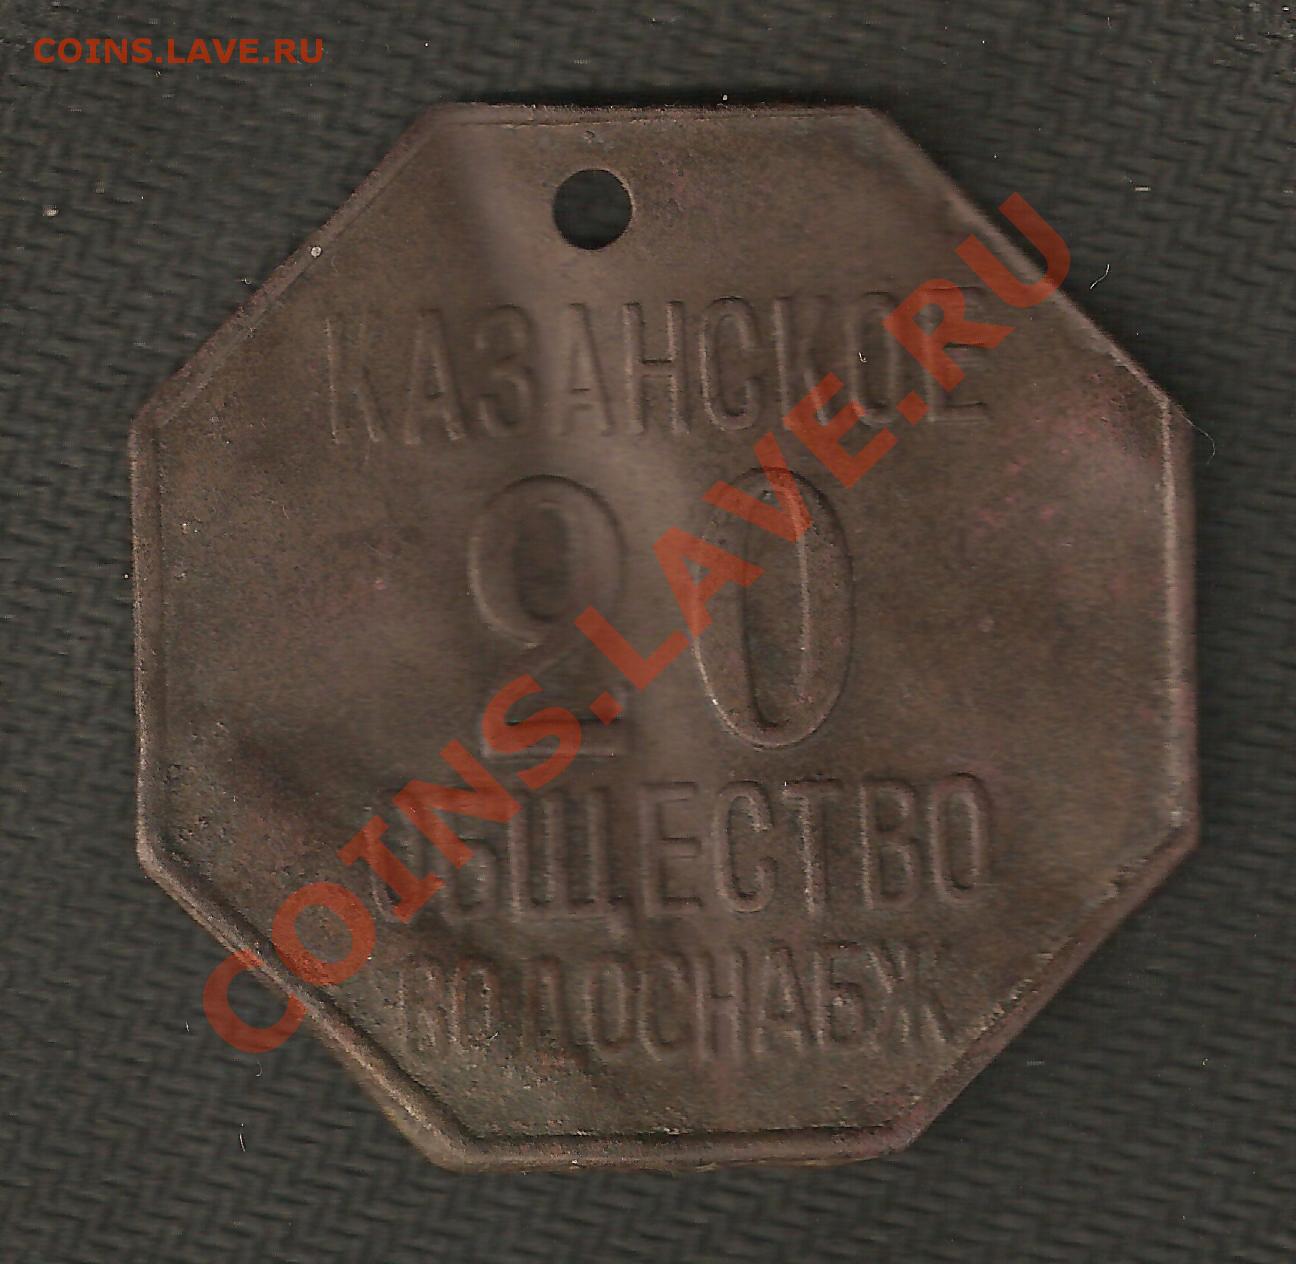 COINS.LAVE.RU
КАЗАНСКОЕ
20
ОБЩЕСТВО
ВОДОСНАБЖ
COINS.LAVE.RU